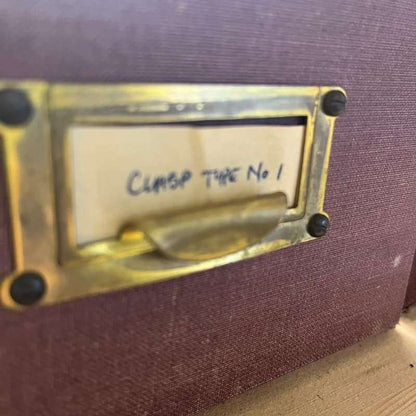 CLASP TYPE No 1